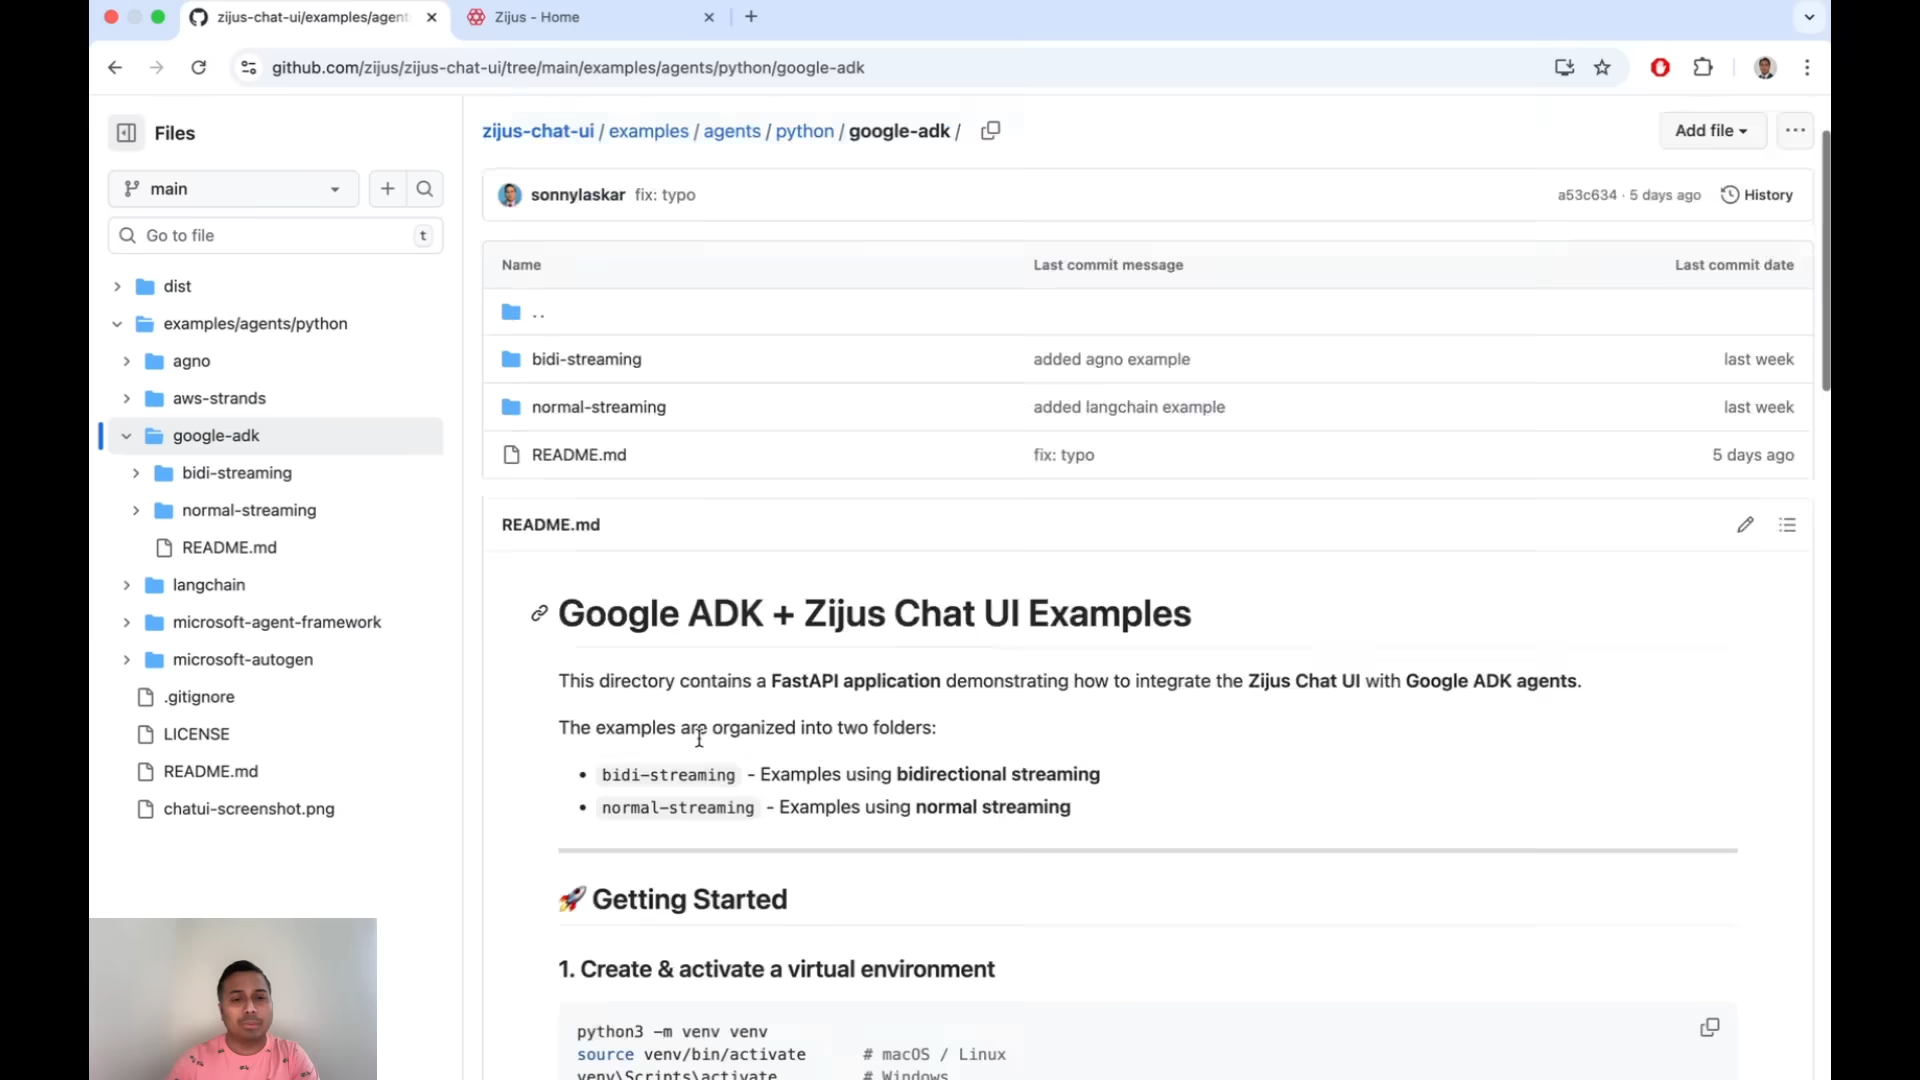 zijus-chat-ui/examples/agent
Zijus - Home
github.com/zijus/zijus-chat-ui/tree/main/examples/agents/python/google-adk
Files
main
Go to file
t
dist
examples/agents/python
agno
aws-strands
google-adk
bidi-streaming
normal-streaming
README.md
langchain
microsoft-agent-framework
microsoft-autogen
.gitignore
LICENSE
README.md
chatui-screenshot.png
zijus-chat-ui / examples / agents / python / google-adk /
Add file
sonnylaskar fix: typo
a53c634 · 5 days ago History
Name Last commit message Last commit date
..
bidi-streaming added agno example last week
normal-streaming added langchain example last week
README.md fix: typo 5 days ago
README.md
Google ADK + Zijus Chat UI Examples
This directory contains a FastAPI application demonstrating how to integrate the Zijus Chat UI with Google ADK agents.
The examples are organized into two folders:
• bidi-streaming - Examples using bidirectional streaming
• normal-streaming - Examples using normal streaming
🚀 Getting Started
1. Create & activate a virtual environment
python3 -m venv venv
source venv/bin/activate # macOS / Linux
venv\Scripts\activate # Windows